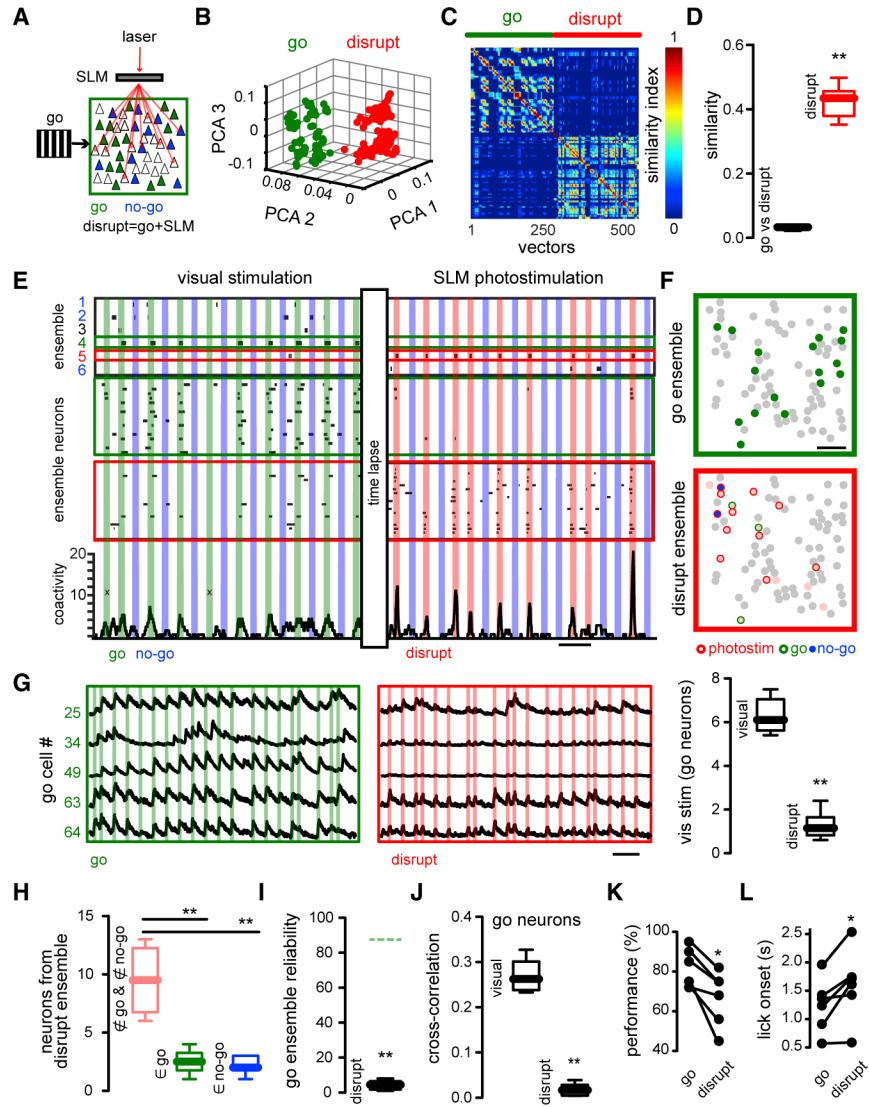 A
laser
SLM
go
go no-go
disrupt=go+SLM
B
go disrupt
PCA 3
0.1
0
-0.1
0.08
0.04
0
PCA 2
0
0.1
PCA 1
C
go disrupt
similarity index
1
0
1 250 500
vectors
D
similarity
0.6
0.4
0.2
0.0
**
disrupt
go vs disrupt
E
visual stimulation SLM photostimulation
ensemble
1
2
3
4
5
6
ensemble neurons
time lapse
coactivity
20
10
x x
go no-go disrupt
F
go ensemble
disrupt ensemble
photostim go no-go
G
go cell #
25
34
49
63
64
go disrupt
vis stim (go neurons)
8
6
4
2
0
visual
disrupt
**
H
neurons from
disrupt ensemble
15
10
5
0
** **
∉ go & ∉ no-go
∈ go
∈ no-go
I
go ensemble reliability
100
80
60
40
20
0
**
disrupt
J
go neurons
cross-correlation
0.4
0.3
0.2
0.1
0.0
visual
disrupt
**
K
performance (%)
100
80
60
40
*
go
disrupt
L
lick onset (s)
2.5
2.0
1.5
1.0
0.5
*
go
disrupt